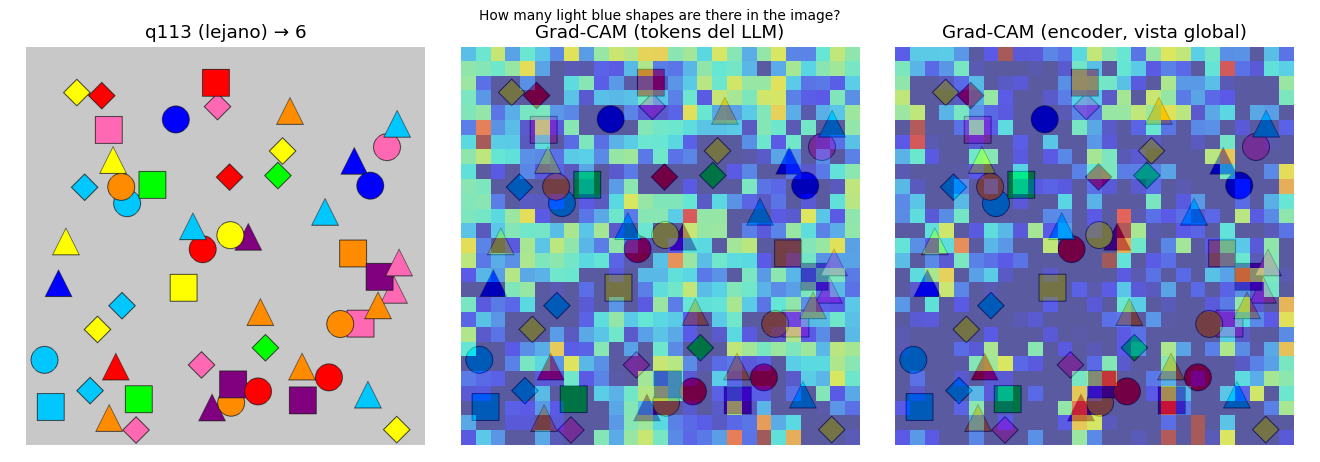 How many light blue shapes are there in the image?
q113 (lejano) → 6
Grad-CAM (tokens del LLM)
Grad-CAM (encoder, vista global)